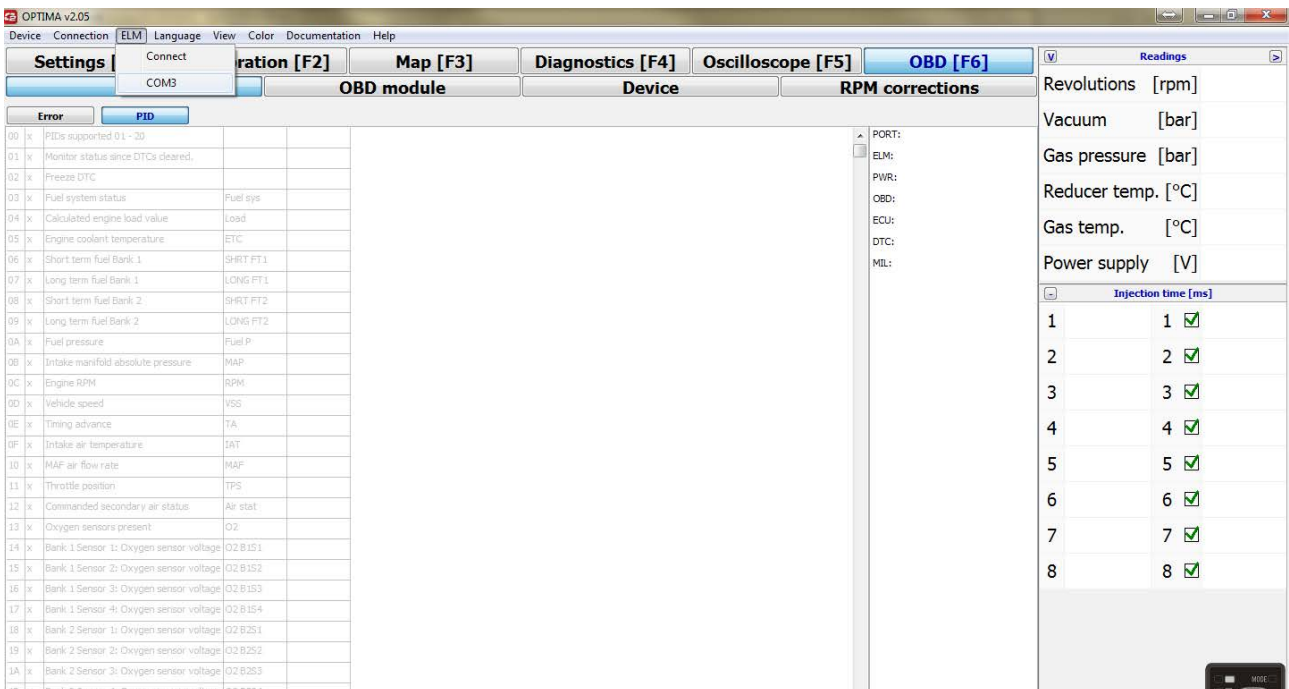 OPTIMA v2.05
Device Connection ELM Language View Color Documentation Help
Connect
COM3
Settings [ ration [F2] Map [F3] Diagnostics [F4] Oscilloscope [F5] OBD [F6]
OBD module Device RPM corrections
Error PID
00 x PIDs supported 01 - 20
01 x Monitor status since DTCs cleared.
02 x Freeze DTC
03 x Fuel system status Fuel sys
04 x Calculated engine load value Load
05 x Engine coolant temperature ETC
06 x Short term fuel Bank 1 SHRT FT1
07 x Long term fuel Bank 1 LONG FT1
08 x Short term fuel Bank 2 SHRT FT2
09 x Long term fuel Bank 2 LONG FT2
0A x Fuel pressure Fuel P
0B x Intake manifold absolute pressure MAP
0C x Engine RPM RPM
0D x Vehicle speed VSS
0E x Timing advance TA
0F x Intake air temperature IAT
10 x MAF air flow rate MAF
11 x Throttle position TPS
12 x Commanded secondary air status Air stat
13 x Oxygen sensors present O2
14 x Bank 1 Sensor 1: Oxygen sensor voltage O2 B1S1
15 x Bank 1 Sensor 2: Oxygen sensor voltage O2 B1S2
16 x Bank 1 Sensor 3: Oxygen sensor voltage O2 B1S3
17 x Bank 1 Sensor 4: Oxygen sensor voltage O2 B1S4
18 x Bank 2 Sensor 1: Oxygen sensor voltage O2 B2S1
19 x Bank 2 Sensor 2: Oxygen sensor voltage O2 B2S2
1A x Bank 2 Sensor 3: Oxygen sensor voltage O2 B2S3
PORT:
ELM:
PWR:
OBD:
ECU:
DTC:
MIL:
V Readings >
Revolutions [rpm]
Vacuum [bar]
Gas pressure [bar]
Reducer temp. [°C]
Gas temp. [°C]
Power supply [V]
- Injection time [ms]
1 1
2 2
3 3
4 4
5 5
6 6
7 7
8 8
MODE